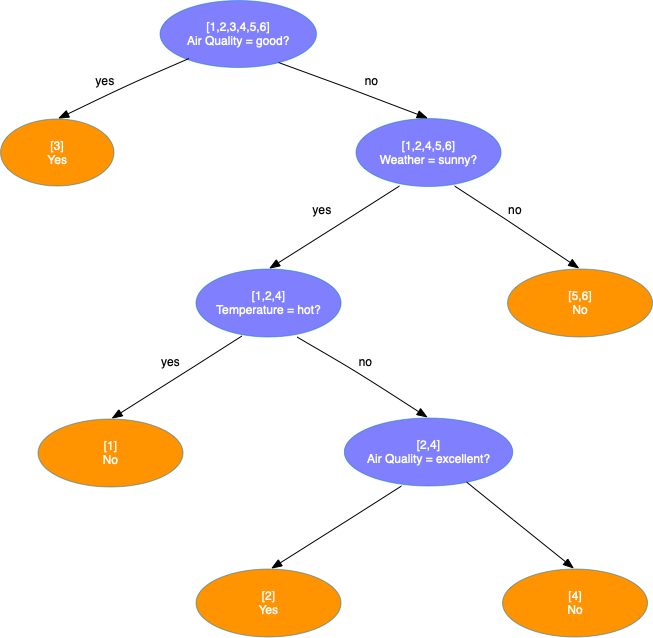 [1,2,3,4,5,6]
Air Quality = good?
yes
no
[3]
Yes
[1,2,4,5,6]
Weather = sunny?
yes
no
[1,2,4]
Temperature = hot?
[5,6]
No
yes
no
[1]
No
[2,4]
Air Quality = excellent?
[2]
Yes
[4]
No